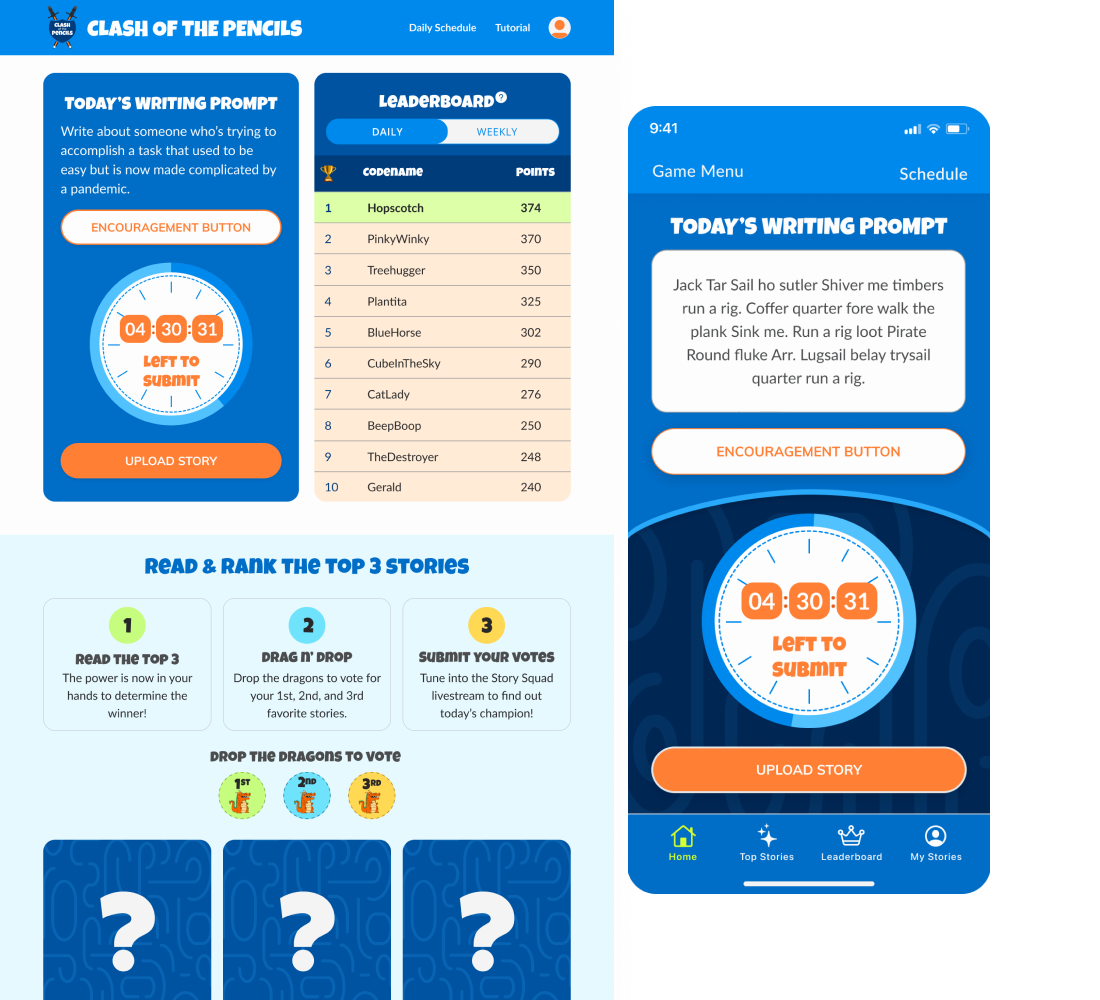 CLASH
OF THE
PENCILS
CLASH OF THE PENCILS
Daily Schedule
Tutorial
TODAY'S WRITING PROMPT
Write about someone who's trying to
accomplish a task that used to be
easy but is now made complicated by
a pandemic.
ENCOURAGEMENT BUTTON
04:30:31
LEFT TO
SUBMIT
UPLOAD STORY
LEADERBOARD?
DAILY
WEEKLY
CODENAME POINTS
1 Hopscotch 374
2 PinkyWinky 370
3 Treehugger 350
4 Plantita 325
5 BlueHorse 302
6 CubeInTheSky 290
7 CatLady 276
8 BeepBoop 250
9 TheDestroyer 248
10 Gerald 240
READ & RANK THE TOP 3 STORIES
1
READ THE TOP 3
The power is now in your
hands to determine the
winner!
2
DRAG N' DROP
Drop the dragons to vote for
your 1st, 2nd, and 3rd
favorite stories.
3
SUBMIT YOUR VOTES
Tune into the Story Squad
livestream to find out
today's champion!
DROP THE DRAGONS TO VOTE
1ST
2ND
3RD
?
?
?
9:41
Game Menu
Schedule
TODAY'S WRITING PROMPT
Jack Tar Sail ho sutler Shiver me timbers
run a rig. Coffer quarter fore walk the
plank Sink me. Run a rig loot Pirate
Round fluke Arr. Lugsail belay trysail
quarter run a rig.
ENCOURAGEMENT BUTTON
04:30:31
LEFT TO
SUBMIT
UPLOAD STORY
Home
Top Stories
Leaderboard
My Stories